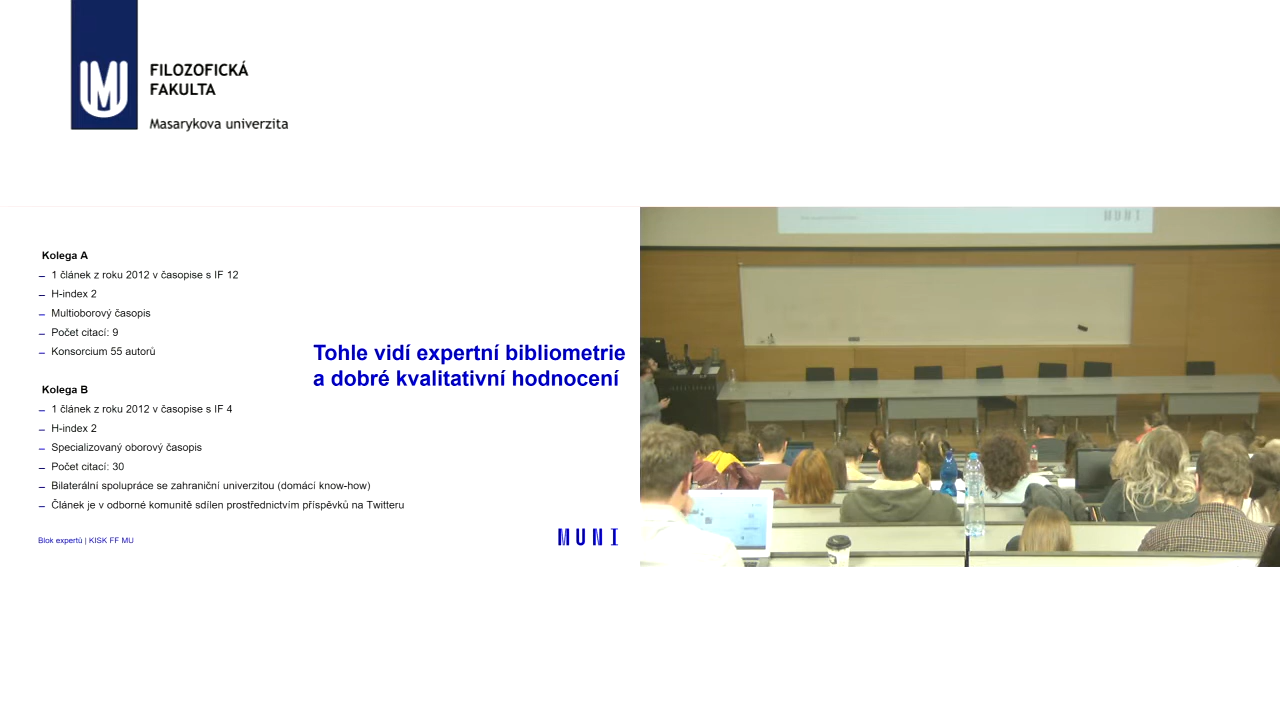 FILOZOFICKÁ
FAKULTA
Masarykova univerzita
Kolega A
– 1 článek z roku 2012 v časopise s IF 12
– H-index 2
– Multioborový časopis
– Počet citací: 9
– Konsorcium 55 autorů
Tohle vidí expertní bibliometrie
a dobré kvalitativní hodnocení
Kolega B
– 1 článek z roku 2012 v časopise s IF 4
– H-index 2
– Specializovaný oborový časopis
– Počet citací: 30
– Bilaterální spolupráce se zahraniční univerzitou (domácí know-how)
– Článek je v odborné komunitě sdílen prostřednictvím příspěvků na Twitteru
Blok expertů | KISK FF MU
MUNI
MUNI